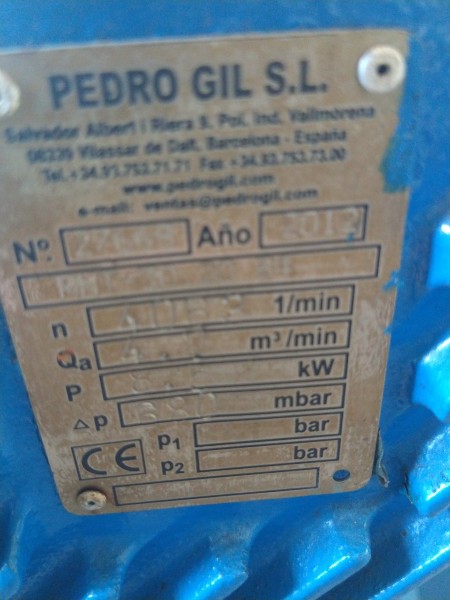 PEDRO GIL S.L.
Salvador Albert i Riera 5. Pol. Ind. Vallmorena
08339 Vilassar de Dalt. Barcelona - España
Tel.+34.93.753.71.71 Fax +34.93.753.73.00
www.pedrogil.com
e-mail: ventas@pedrogil.com
Nº. Año 2012
n 1/min
Qa m³/min
P kW
△p mbar
CE p₁ bar
p₂ bar